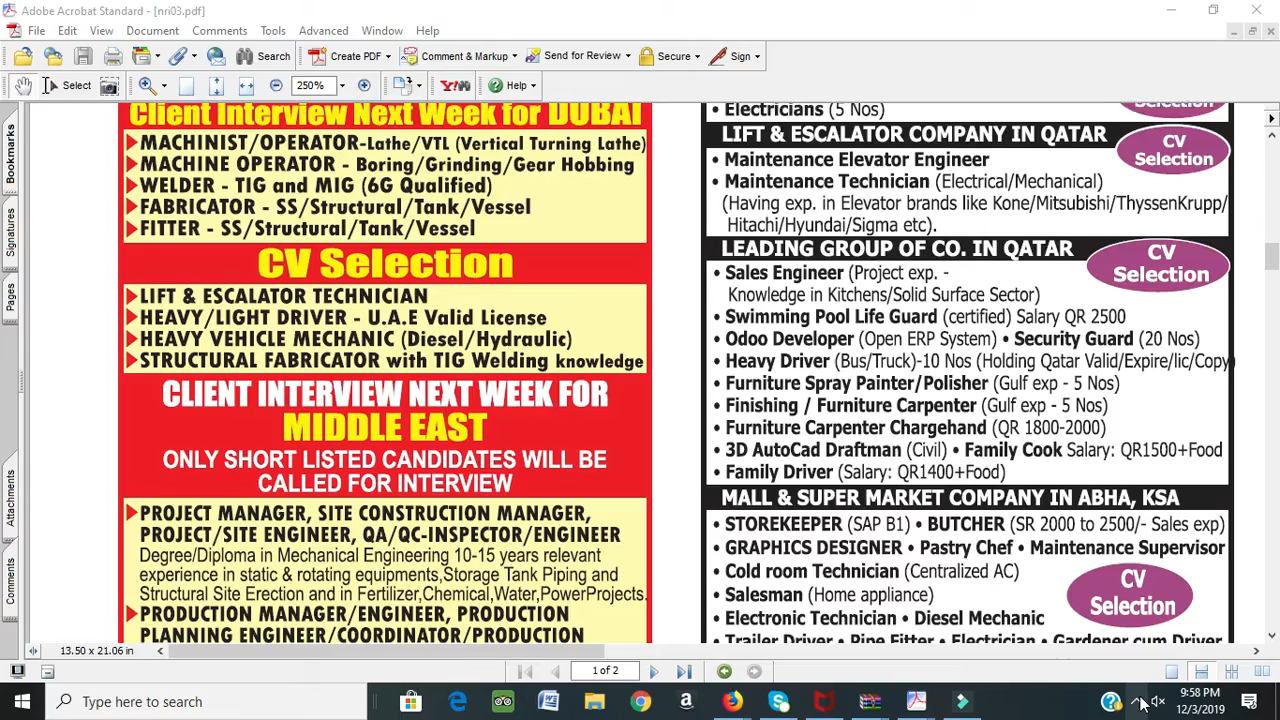 Adobe Acrobat Standard - [nri03.pdf]
File Edit View Document Comments Tools Advanced Window Help
Search Create PDF Comment & Markup Send for Review Secure Sign
Select 250% Y! Help
Bookmarks
Signatures
Pages
Attachments
Comments
Client Interview Next Week for DUBAI
MACHINIST/OPERATOR-Lathe/VTL (Vertical Turning Lathe)
MACHINE OPERATOR - Boring/Grinding/Gear Hobbing
WELDER - TIG and MIG (6G Qualified)
FABRICATOR - SS/Structural/Tank/Vessel
FITTER - SS/Structural/Tank/Vessel
CV Selection
LIFT & ESCALATOR TECHNICIAN
HEAVY/LIGHT DRIVER - U.A.E Valid License
HEAVY VEHICLE MECHANIC (Diesel/Hydraulic)
STRUCTURAL FABRICATOR with TIG Welding knowledge
CLIENT INTERVIEW NEXT WEEK FOR
MIDDLE EAST
ONLY SHORT LISTED CANDIDATES WILL BE
CALLED FOR INTERVIEW
PROJECT MANAGER, SITE CONSTRUCTION MANAGER,
PROJECT/SITE ENGINEER, QA/QC-INSPECTOR/ENGINEER
Degree/Diploma in Mechanical Engineering 10-15 years relevant
experience in static & rotating equipments,Storage Tank Piping and
Structural Site Erection and in Fertilizer,Chemical,Water,PowerProjects.
PRODUCTION MANAGER/ENGINEER, PRODUCTION
PLANNING ENGINEER/COORDINATOR/PRODUCTION
• Electricians (5 Nos)
Selection
LIFT & ESCALATOR COMPANY IN QATAR
CV
Selection
• Maintenance Elevator Engineer
• Maintenance Technician (Electrical/Mechanical)
(Having exp. in Elevator brands like Kone/Mitsubishi/ThyssenKrupp/
Hitachi/Hyundai/Sigma etc).
LEADING GROUP OF CO. IN QATAR
CV
Selection
• Sales Engineer (Project exp. -
Knowledge in Kitchens/Solid Surface Sector)
• Swimming Pool Life Guard (certified) Salary QR 2500
• Odoo Developer (Open ERP System) • Security Guard (20 Nos)
• Heavy Driver (Bus/Truck)-10 Nos (Holding Qatar Valid/Expire/lic/Copy)
• Furniture Spray Painter/Polisher (Gulf exp - 5 Nos)
• Finishing / Furniture Carpenter (Gulf exp - 5 Nos)
• Furniture Carpenter Chargehand (QR 1800-2000)
• 3D AutoCad Draftman (Civil) • Family Cook Salary: QR1500+Food
• Family Driver (Salary: QR1400+Food)
MALL & SUPER MARKET COMPANY IN ABHA, KSA
• STOREKEEPER (SAP B1) • BUTCHER (SR 2000 to 2500/- Sales exp)
• GRAPHICS DESIGNER • Pastry Chef • Maintenance Supervisor
• Cold room Technician (Centralized AC)
• Salesman (Home appliance)
CV
Selection
• Electronic Technician • Diesel Mechanic
• Trailer Driver • Pipe Fitter • Electrician • Gardener cum Driver
13.50 x 21.06 in
1 of 2
Type here to search
9:58 PM
12/3/2019